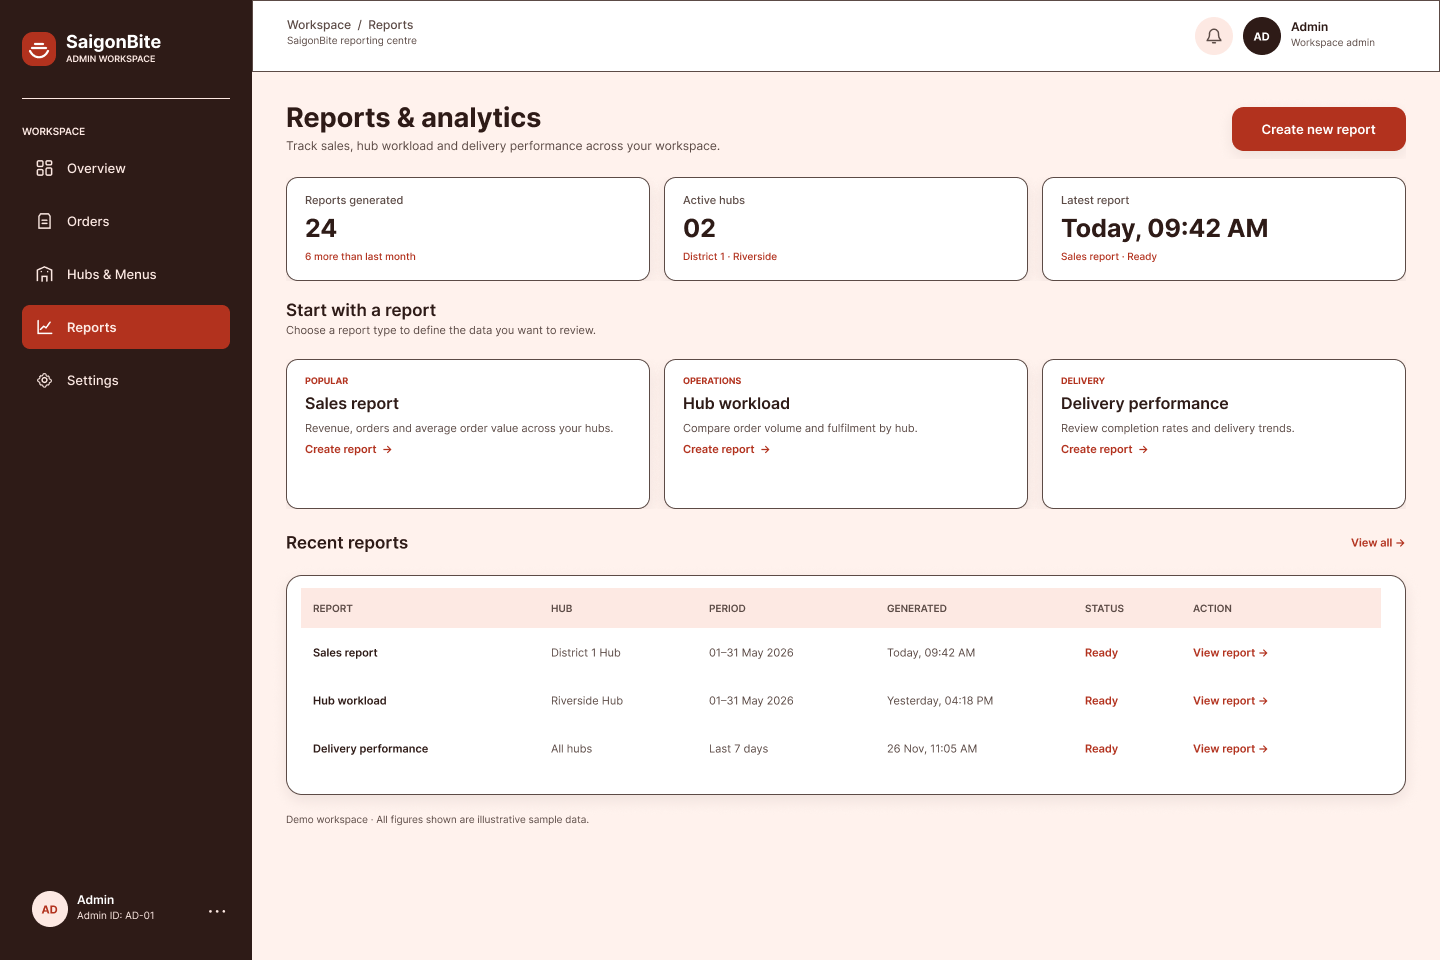 SaigonBite
ADMIN WORKSPACE
WORKSPACE
Overview
Orders
Hubs & Menus
Reports
Settings
AD
Admin
Admin ID: AD-01
...
Workspace / Reports
SaigonBite reporting centre
AD
Admin
Workspace admin
Reports & analytics
Track sales, hub workload and delivery performance across your workspace.
Create new report
Reports generated
24
6 more than last month
Active hubs
02
District 1 · Riverside
Latest report
Today, 09:42 AM
Sales report · Ready
Start with a report
Choose a report type to define the data you want to review.
POPULAR
Sales report
Revenue, orders and average order value across your hubs.
Create report →
OPERATIONS
Hub workload
Compare order volume and fulfilment by hub.
Create report →
DELIVERY
Delivery performance
Review completion rates and delivery trends.
Create report →
Recent reports
View all →
REPORT HUB PERIOD GENERATED STATUS ACTION
Sales report District 1 Hub 01–31 May 2026 Today, 09:42 AM Ready View report →
Hub workload Riverside Hub 01–31 May 2026 Yesterday, 04:18 PM Ready View report →
Delivery performance All hubs Last 7 days 26 Nov, 11:05 AM Ready View report →
Demo workspace · All figures shown are illustrative sample data.